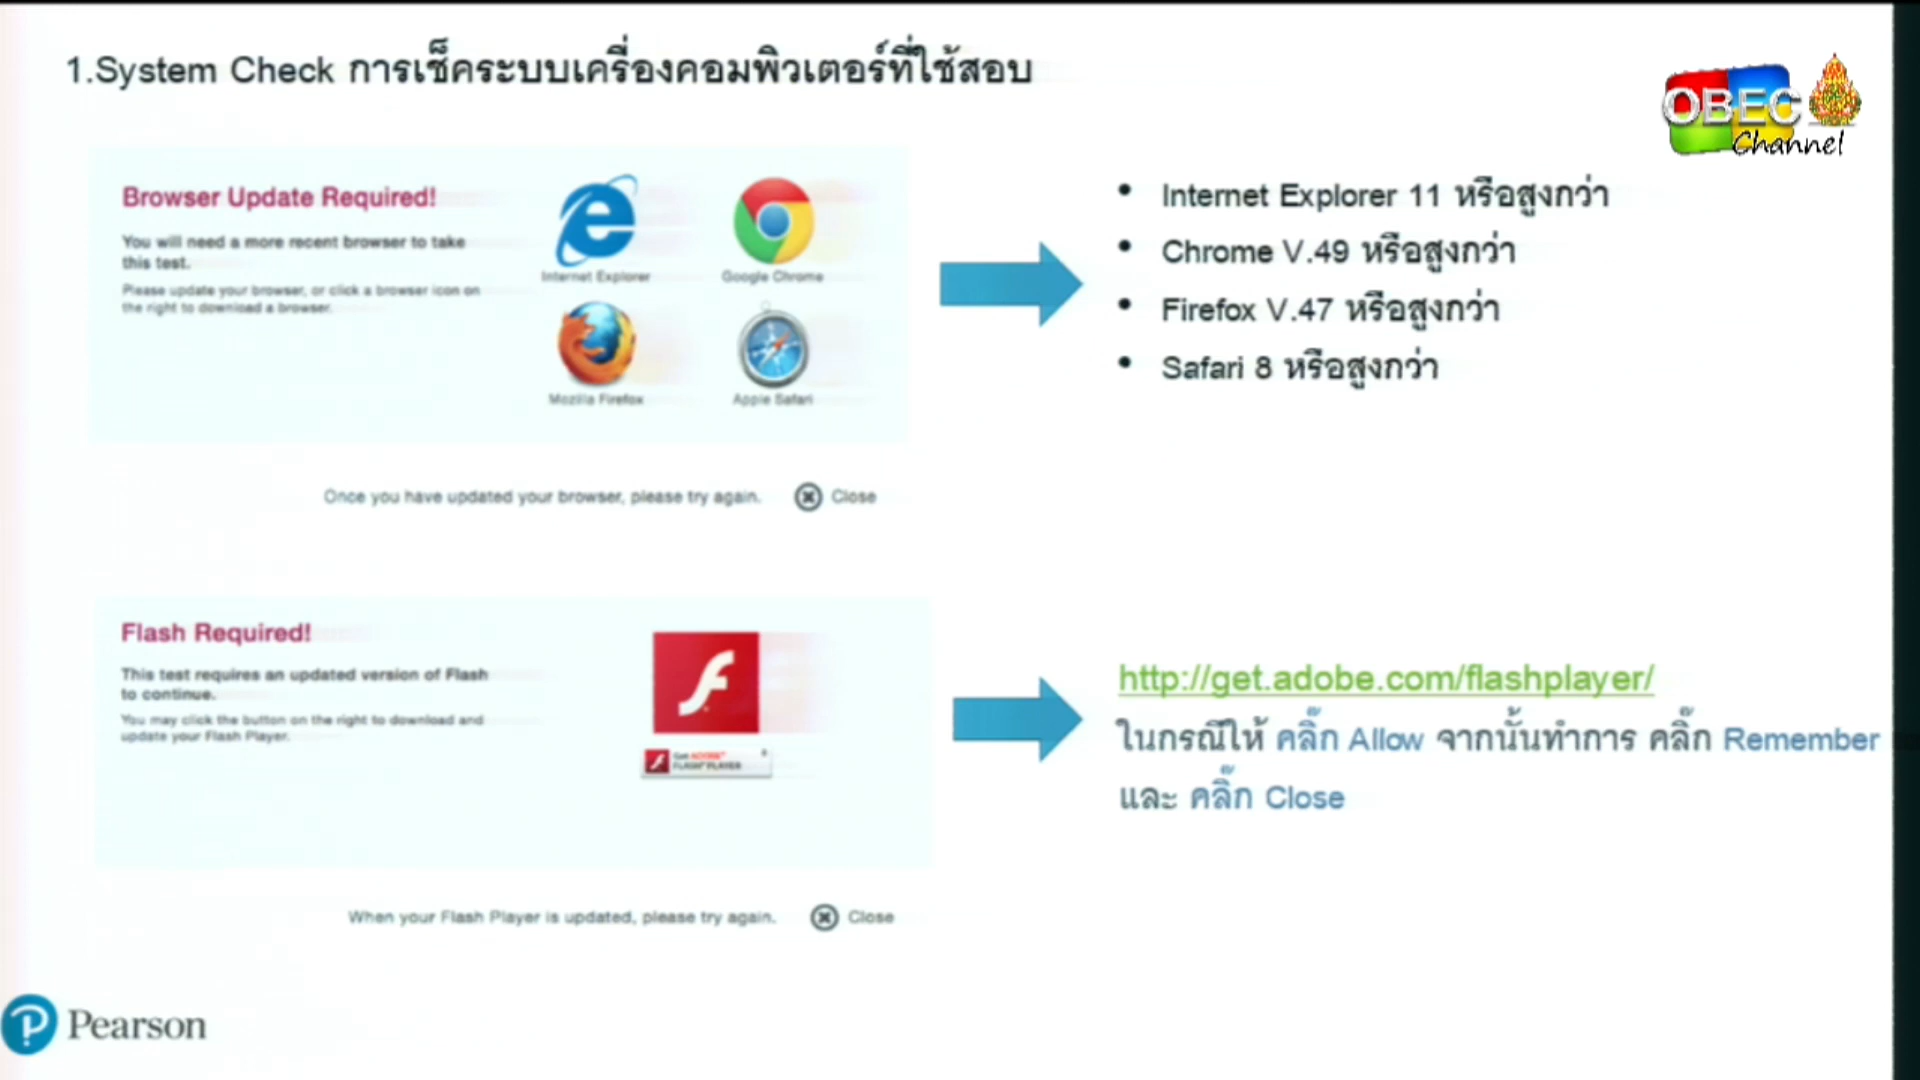 1.System Check การเช็คระบบเครื่องคอมพิวเตอร์ที่ใช้สอบ
OBEC
Channel
Browser Update Required!
You will need a more recent browser to take
this test.
Please update your browser, or click a browser icon on
the right to download a browser.
Internet Explorer
Google Chrome
Mozilla Firefox
Apple Safari
• Internet Explorer 11 หรือสูงกว่า
• Chrome V.49 หรือสูงกว่า
• Firefox V.47 หรือสูงกว่า
• Safari 8 หรือสูงกว่า
Once you have updated your browser, please try again.
Close
Flash Required!
This test requires an updated version of Flash
to continue.
You may click the button on the right to download and
update your Flash Player.
Get ADOBE
FLASH PLAYER
http://get.adobe.com/flashplayer/
ในกรณีให้ คลิ๊ก Allow จากนั้นทำการ คลิ๊ก Remember
และ คลิ๊ก Close
When your Flash Player is updated, please try again.
Close
Pearson